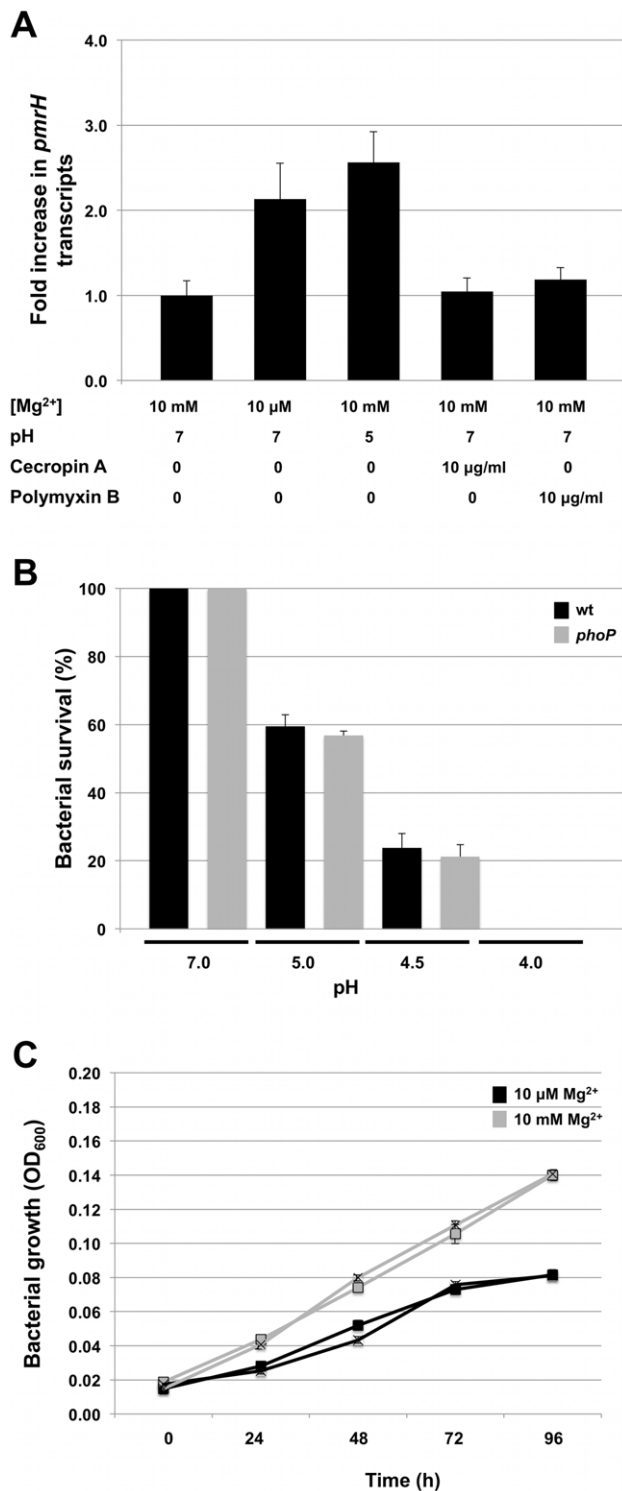 A
Fold increase in pmrH
transcripts
4.0
3.0
2.0
1.0
0.0
[Mg²⁺] 10 mM 10 µM 10 mM 10 mM 10 mM
pH 7 7 5 7 7
Cecropin A 0 0 0 10 µg/ml 0
Polymyxin B 0 0 0 0 10 µg/ml
B
Bacterial survival (%)
100
80
60
40
20
0
wt
phoP
7.0 5.0 4.5 4.0
pH
C
Bacterial growth (OD₆₀₀)
0.20
0.18
0.16
0.14
0.12
0.10
0.08
0.06
0.04
0.02
0.00
10 µM Mg²⁺
10 mM Mg²⁺
0 24 48 72 96
Time (h)